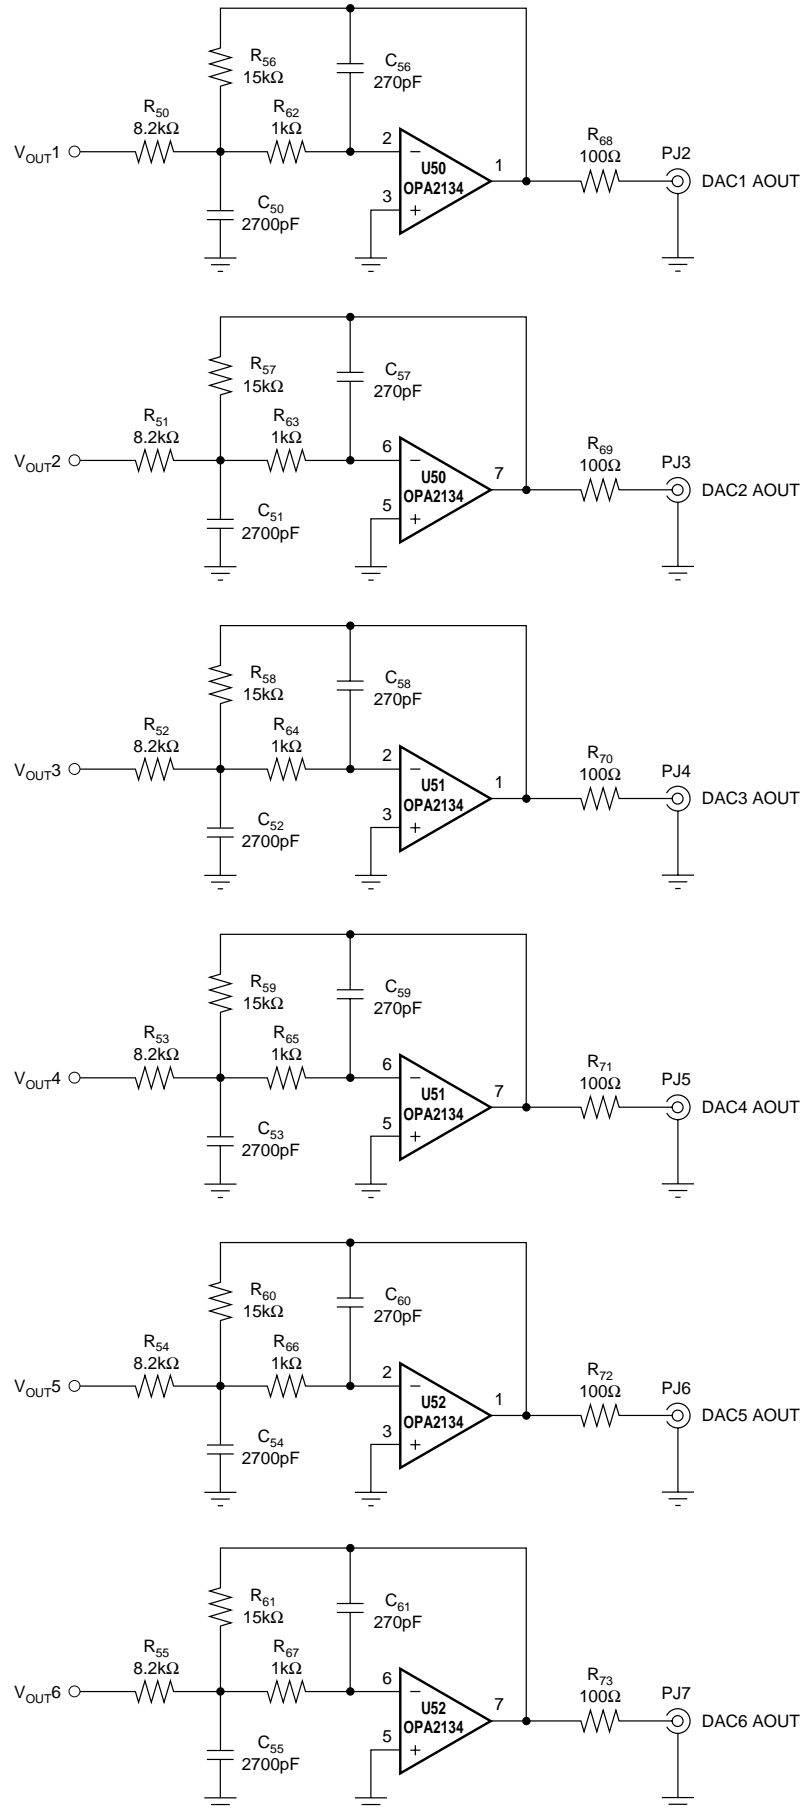 R56
15kΩ
C56
270pF
R50
8.2kΩ
R62
1kΩ
VOUT1
2
−
U50
OPA2134
1
3
+
R68
100Ω
PJ2
DAC1 AOUT
C50
2700pF
R57
15kΩ
C57
270pF
R51
8.2kΩ
R63
1kΩ
VOUT2
6
−
U50
OPA2134
7
5
+
R69
100Ω
PJ3
DAC2 AOUT
C51
2700pF
R58
15kΩ
C58
270pF
R52
8.2kΩ
R64
1kΩ
VOUT3
2
−
U51
OPA2134
1
3
+
R70
100Ω
PJ4
DAC3 AOUT
C52
2700pF
R59
15kΩ
C59
270pF
R53
8.2kΩ
R65
1kΩ
VOUT4
6
−
U51
OPA2134
7
5
+
R71
100Ω
PJ5
DAC4 AOUT
C53
2700pF
R60
15kΩ
C60
270pF
R54
8.2kΩ
R66
1kΩ
VOUT5
2
−
U52
OPA2134
1
3
+
R72
100Ω
PJ6
DAC5 AOUT
C54
2700pF
R61
15kΩ
C61
270pF
R55
8.2kΩ
R67
1kΩ
VOUT6
6
−
U52
OPA2134
7
5
+
R73
100Ω
PJ7
DAC6 AOUT
C55
2700pF